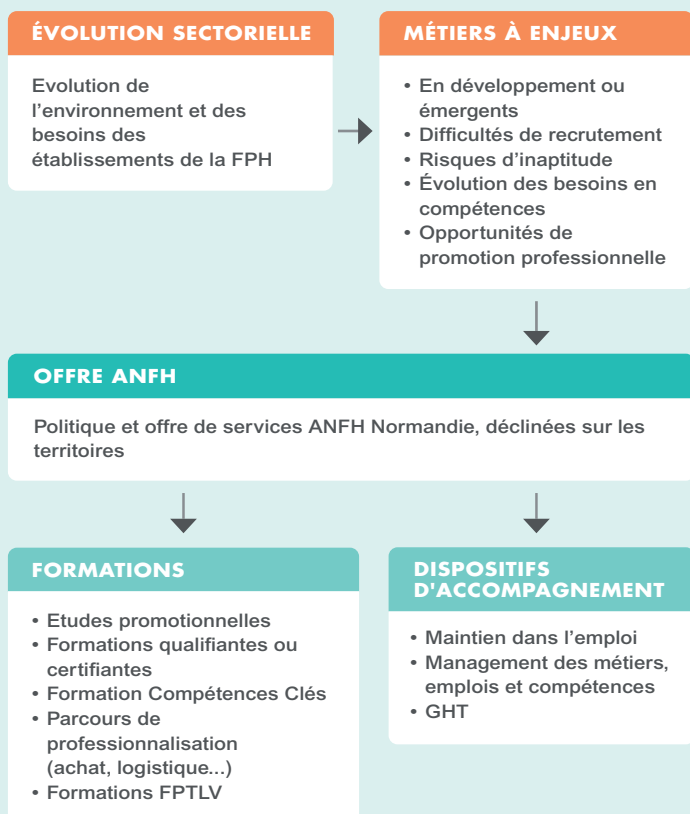 ÉVOLUTION SECTORIELLE
Evolution de
l'environnement et des
besoins des
établissements de la FPH
MÉTIERS À ENJEUX
• En développement ou
émergents
• Difficultés de recrutement
• Risques d'inaptitude
• Évolution des besoins en
compétences
• Opportunités de
promotion professionnelle
OFFRE ANFH
Politique et offre de services ANFH Normandie, déclinées sur les
territoires
FORMATIONS
• Etudes promotionnelles
• Formations qualifiantes ou
certifiantes
• Formation Compétences Clés
• Parcours de
professionnalisation
(achat, logistique...)
• Formations FPTLV
DISPOSITIFS
D'ACCOMPAGNEMENT
• Maintien dans l'emploi
• Management des métiers,
emplois et compétences
• GHT